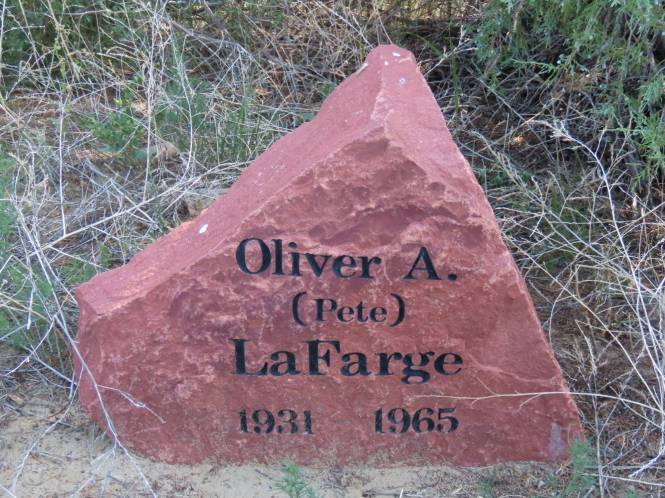 Oliver A.
(Pete)
LaFarge
1931 - 1965